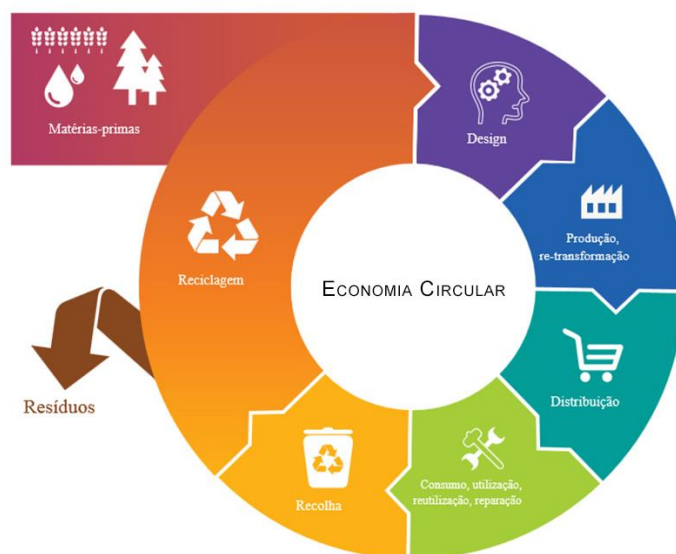 Matérias-primas
Design
Produção,
re-transformação
Reciclagem
ECONOMIA CIRCULAR
Distribuição
Resíduos
Consumo, utilização,
reutilização, reparação
Recolha